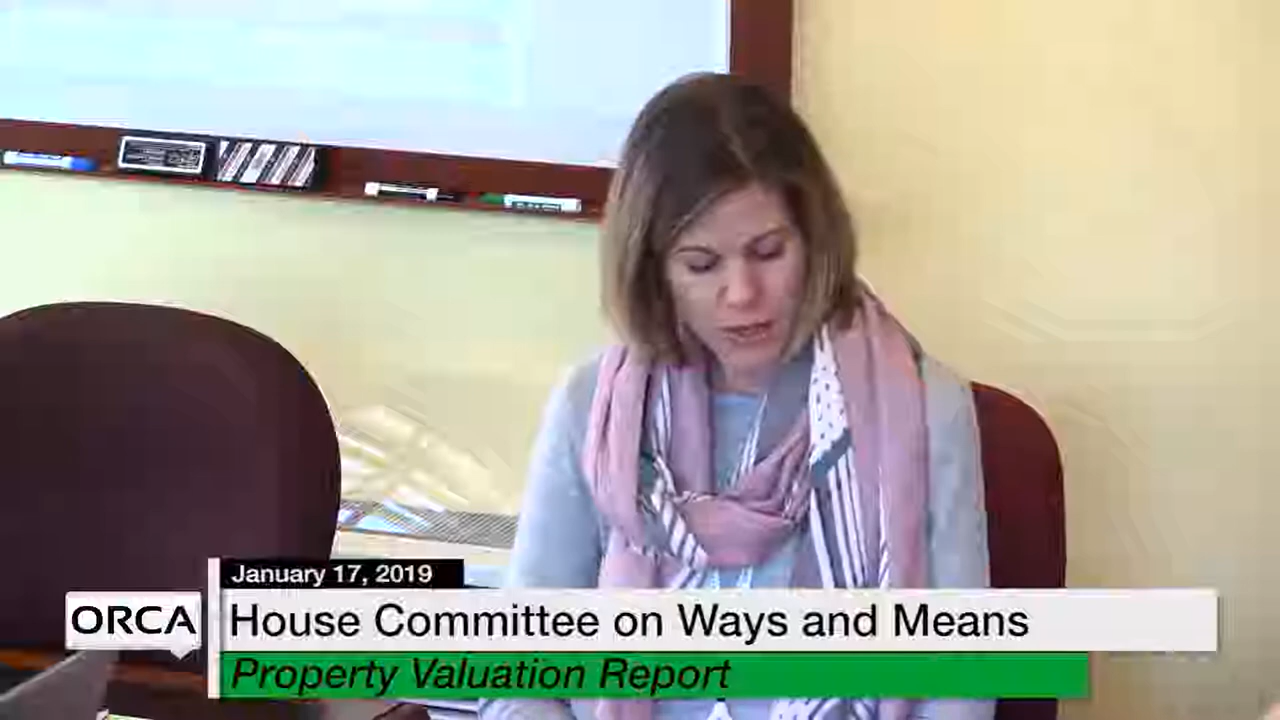 January 17, 2019
ORCA
House Committee on Ways and Means
Property Valuation Report